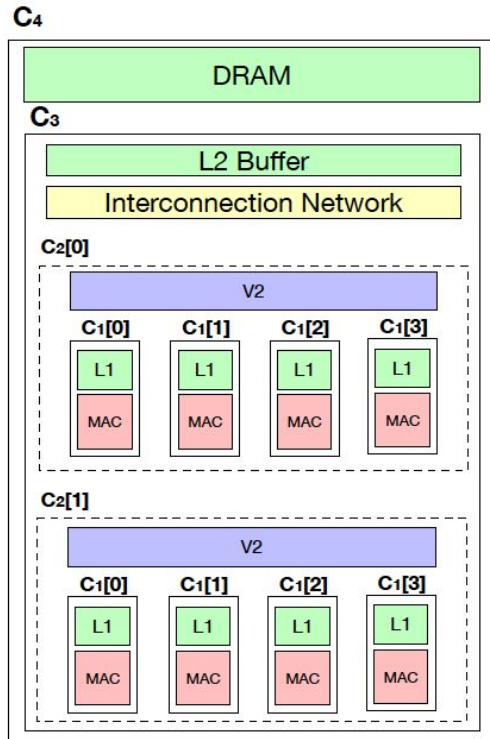 C4
DRAM
C3
L2 Buffer
Interconnection Network
C2[0]
V2
C1[0] C1[1] C1[2] C1[3]
L1 L1 L1 L1
MAC MAC MAC MAC
C2[1]
V2
C1[0] C1[1] C1[2] C1[3]
L1 L1 L1 L1
MAC MAC MAC MAC